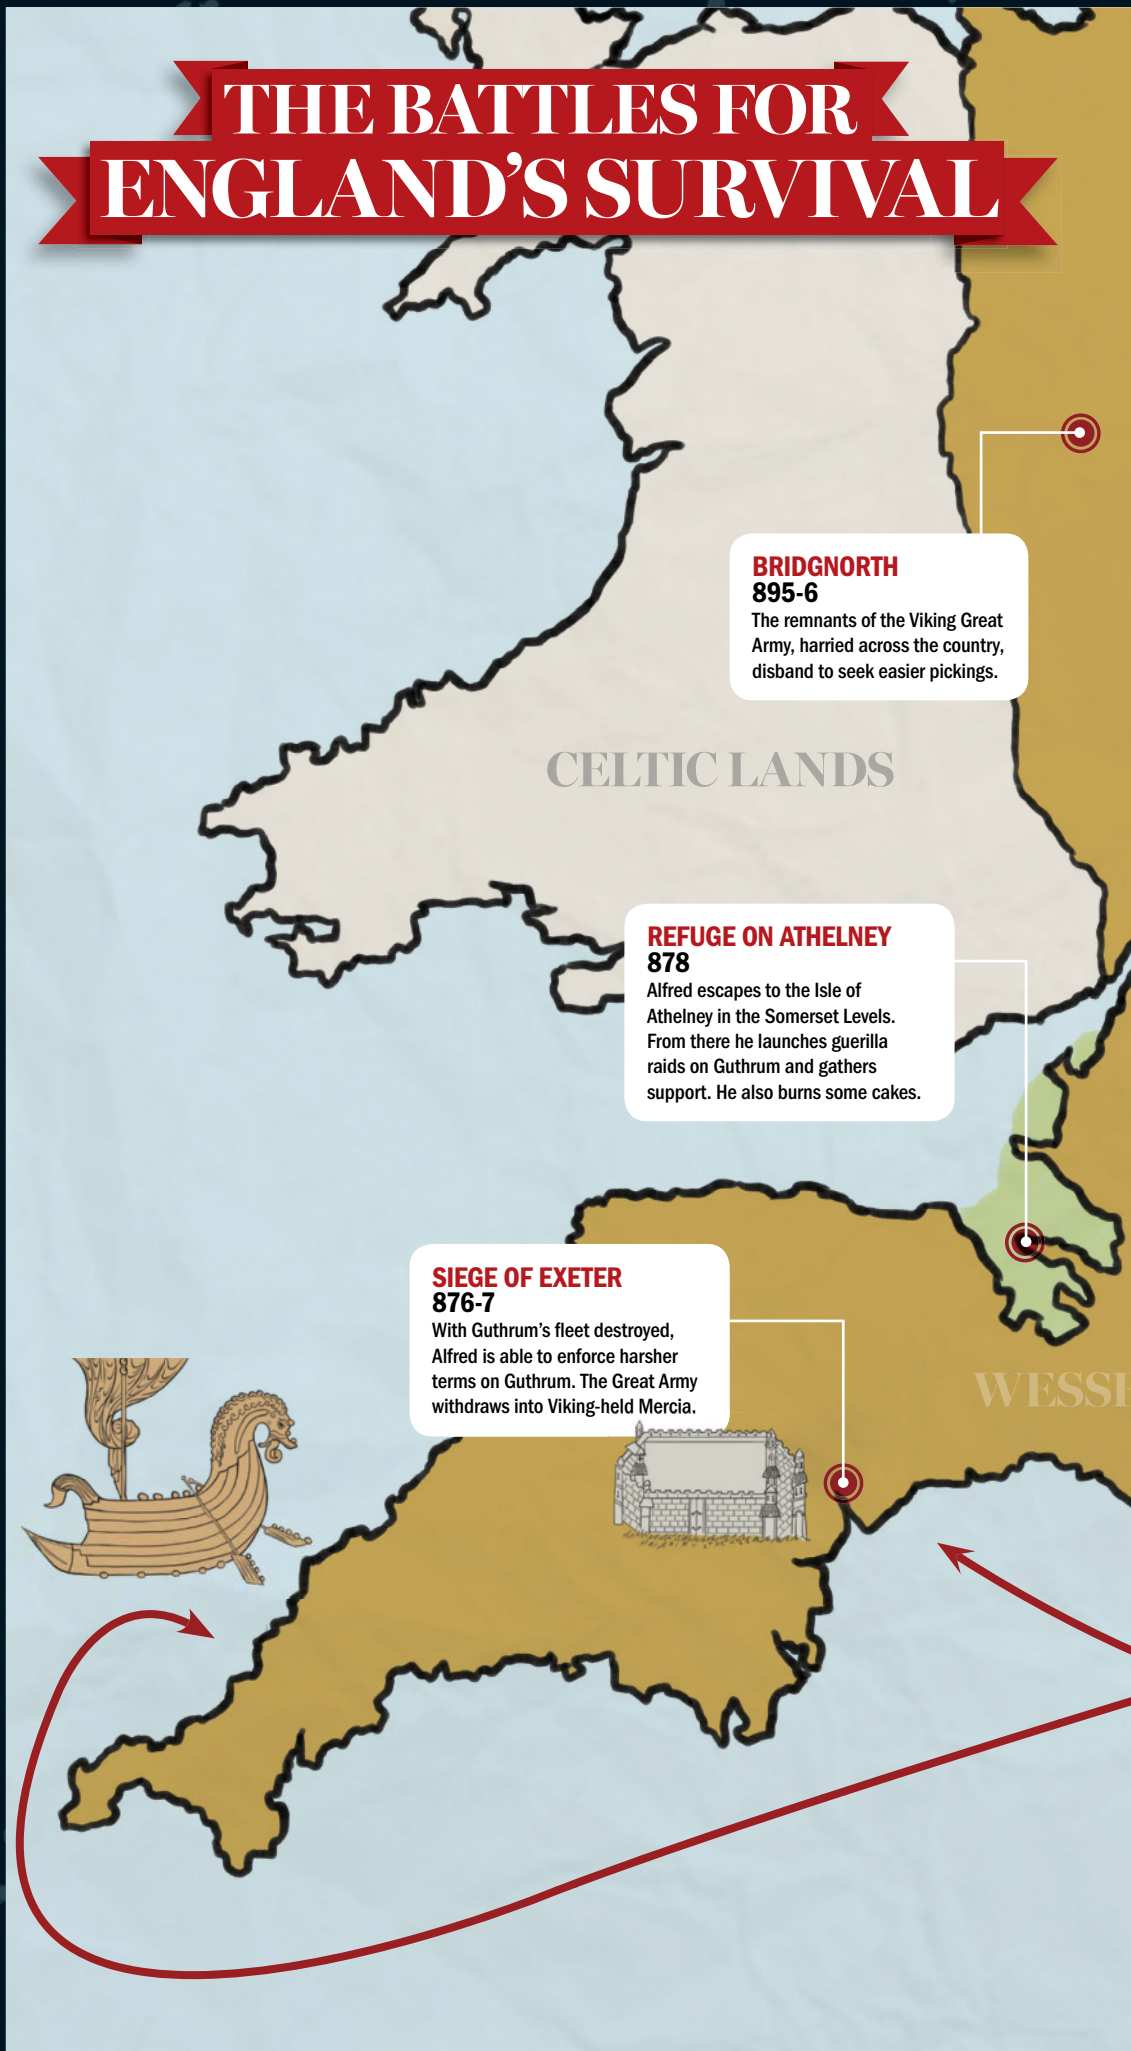 THE BATTLES FOR
ENGLAND'S SURVIVAL
BRIDGNORTH
895-6
The remnants of the Viking Great
Army, harried across the country,
disband to seek easier pickings.
CELTIC LANDS
REFUGE ON ATHELNEY
878
Alfred escapes to the Isle of
Athelney in the Somerset Levels.
From there he launches guerilla
raids on Guthrum and gathers
support. He also burns some cakes.
SIEGE OF EXETER
876-7
With Guthrum's fleet destroyed,
Alfred is able to enforce harsher
terms on Guthrum. The Great Army
withdraws into Viking-held Mercia.